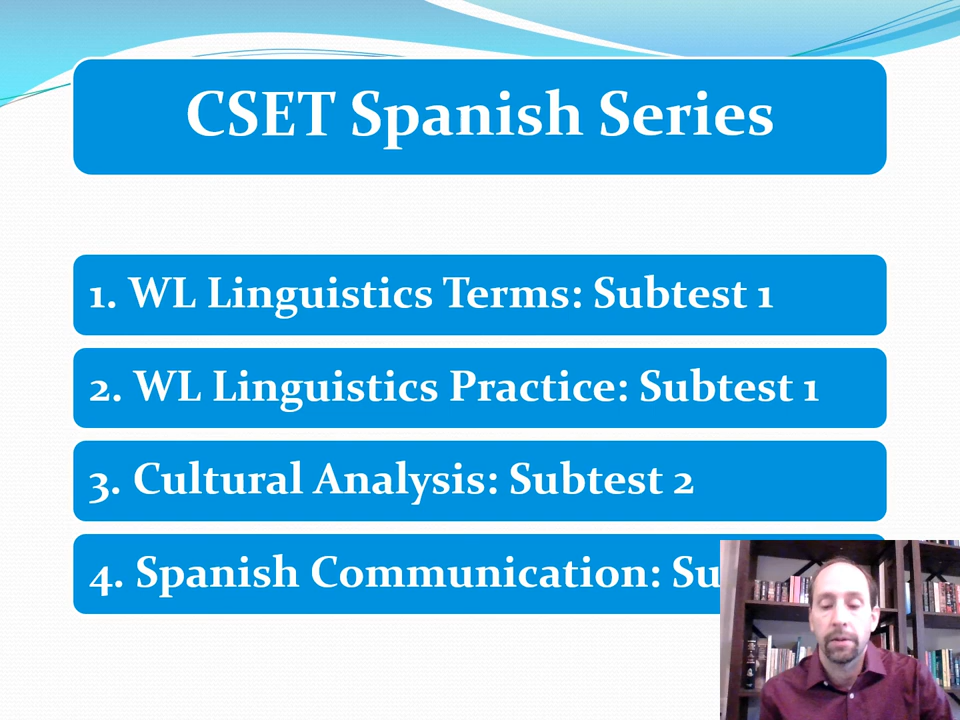 CSET Spanish Series
1. WL Linguistics Terms: Subtest 1
2. WL Linguistics Practice: Subtest 1
3. Cultural Analysis: Subtest 2
4. Spanish Communication: